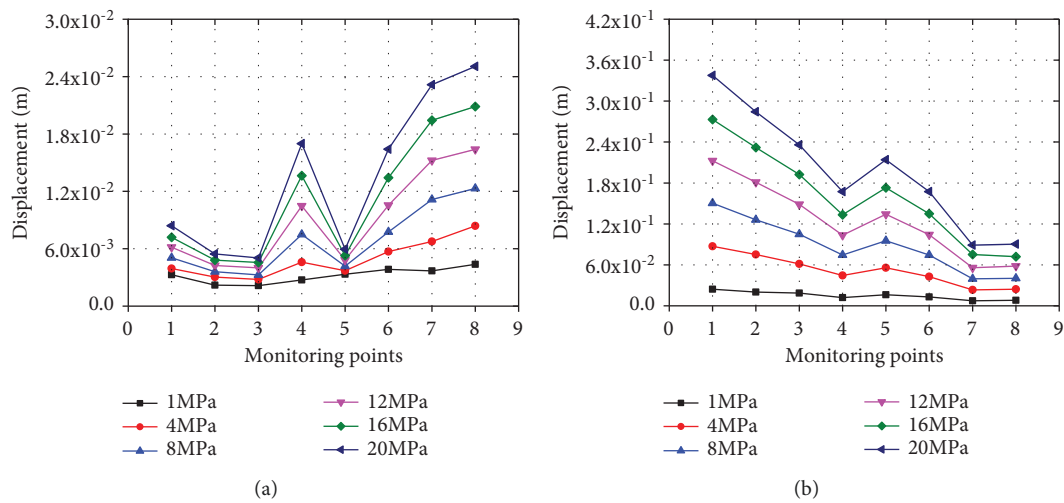 3.0x10⁻²
2.4x10⁻²
1.8x10⁻²
1.2x10⁻²
6.0x10⁻³
0.0
Displacement (m)
0 1 2 3 4 5 6 7 8 9
Monitoring points
1MPa
4MPa
8MPa
12MPa
16MPa
20MPa
(a)
4.2x10⁻¹
3.6x10⁻¹
3.0x10⁻¹
2.4x10⁻¹
1.8x10⁻¹
1.2x10⁻¹
6.0x10⁻²
0.0
Displacement (m)
0 1 2 3 4 5 6 7 8 9
Monitoring points
1MPa
4MPa
8MPa
12MPa
16MPa
20MPa
(b)